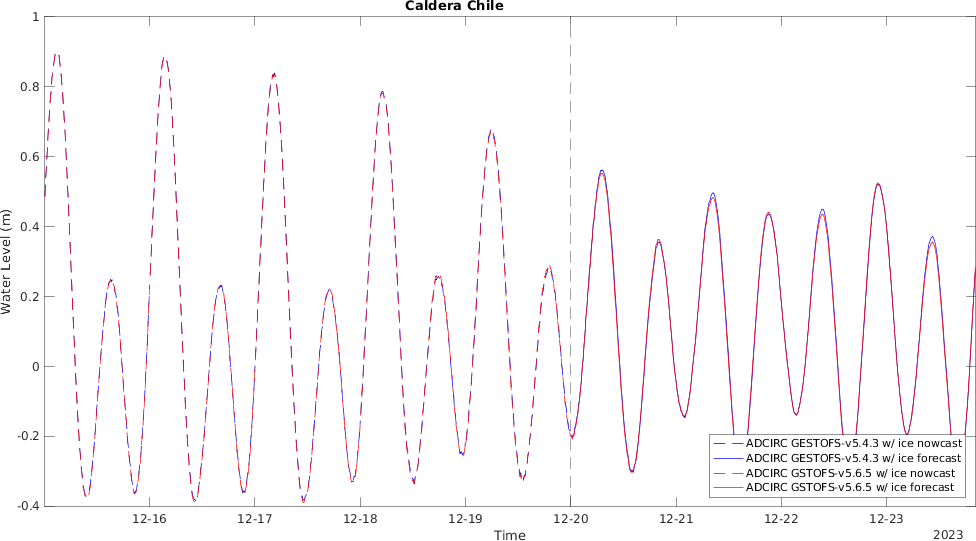 Caldera Chile
1
0.8
0.6
0.4
0.2
0
-0.2
-0.4
Water Level (m)
12-16 12-17 12-18 12-19 12-20 12-21 12-22 12-23
Time
2023
ADCIRC GESTOFS-v5.4.3 w/ ice nowcast
ADCIRC GESTOFS-v5.4.3 w/ ice forecast
ADCIRC GSTOFS-v5.6.5 w/ ice nowcast
ADCIRC GSTOFS-v5.6.5 w/ ice forecast